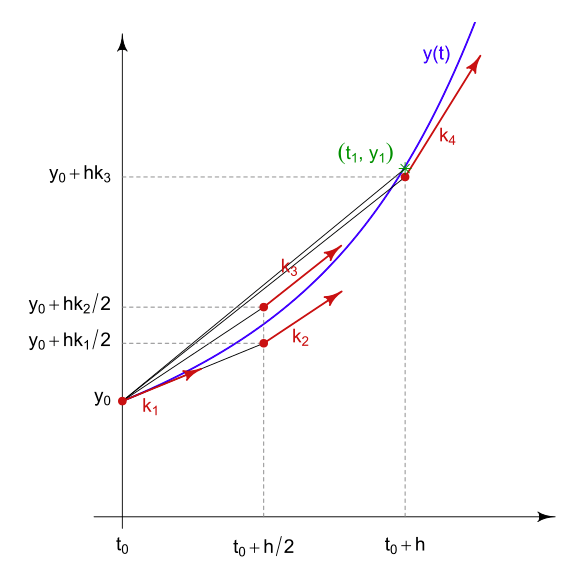 y(t)
k₄
(t₁, y₁)
y₀+hk₃
k₃
y₀+hk₂/2
y₀+hk₁/2
k₂
y₀
k₁
t₀
t₀+h/2
t₀+h